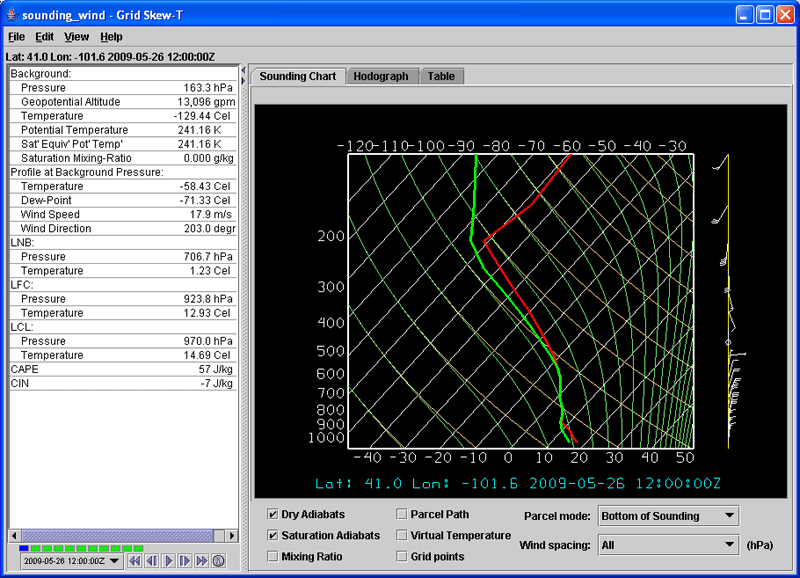 sounding_wind - Grid Skew-T
File Edit View Help
Lat: 41.0 Lon: -101.6 2009-05-26 12:00:00Z
Background:
Pressure 163.3 hPa
Geopotential Altitude 13,096 gpm
Temperature -129.44 Cel
Potential Temperature 241.16 K
Sat' Equiv' Pot' Temp' 241.16 K
Saturation Mixing-Ratio 0.000 g/kg
Profile at Background Pressure:
Temperature -58.43 Cel
Dew-Point -71.33 Cel
Wind Speed 17.9 m/s
Wind Direction 203.0 degr
LNB:
Pressure 706.7 hPa
Temperature 1.23 Cel
LFC:
Pressure 923.8 hPa
Temperature 12.93 Cel
LCL:
Pressure 970.0 hPa
Temperature 14.69 Cel
CAPE 57 J/kg
CIN -7 J/kg
2009-05-26 12:00:00Z
Sounding Chart Hodograph Table
-120 -110 -100 -90 -80 -70 -60 -50 -40 -30
200
300
400
500
600
700
800
900
1000
-40 -30 -20 -10 0 10 20 30 40 50
Lat: 41.0 Lon: -101.6 2009-05-26 12:00:00Z
Dry Adiabats Parcel Path Parcel mode: Bottom of Sounding
Saturation Adiabats Virtual Temperature
Wind spacing: All (hPa)
Mixing Ratio Grid points